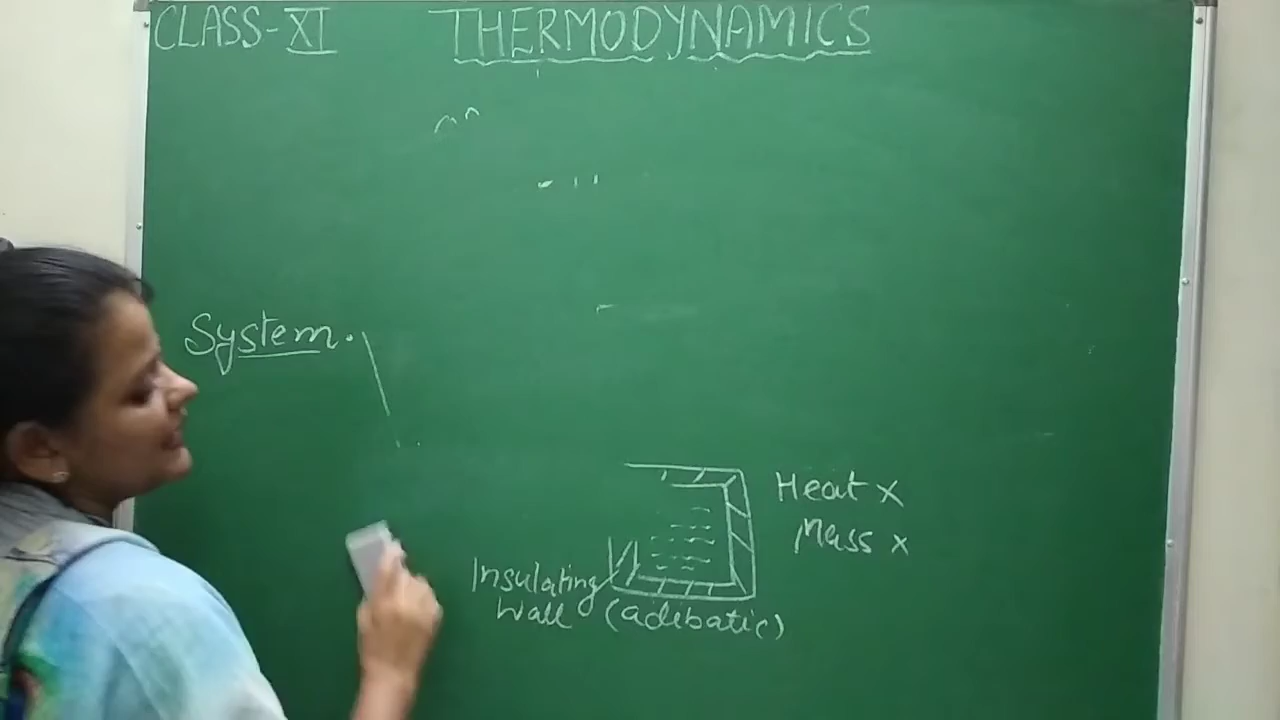 CLASS-XI THERMODYNAMICS
System.
Heat x
Mass x
Insulating
Wall (adibatic)